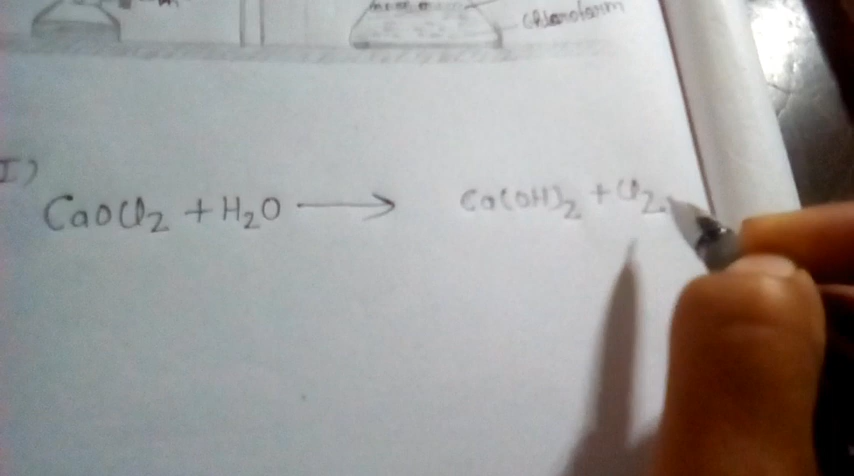 Chloroform
I)
CaOCl2 + H2O ⟶ Ca(OH)2 + Cl2